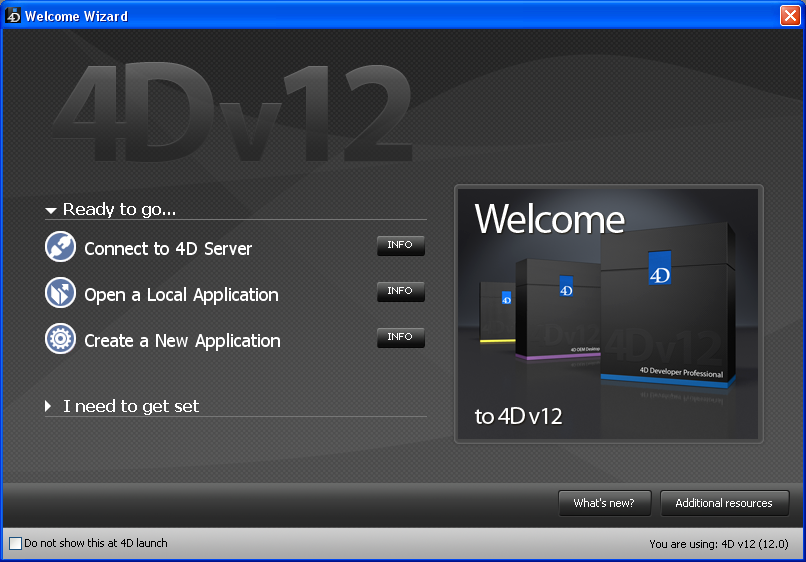 4D Welcome Wizard
4Dv12
Ready to go...
Connect to 4D Server
INFO
Open a Local Application
INFO
Create a New Application
INFO
I need to get set
Welcome
4D
4D
4D
4Dv12
4D OEM Desktop
4D Developer Professional
to 4D v12
What's new?
Additional resources
Do not show this at 4D launch
You are using: 4D v12 (12.0)